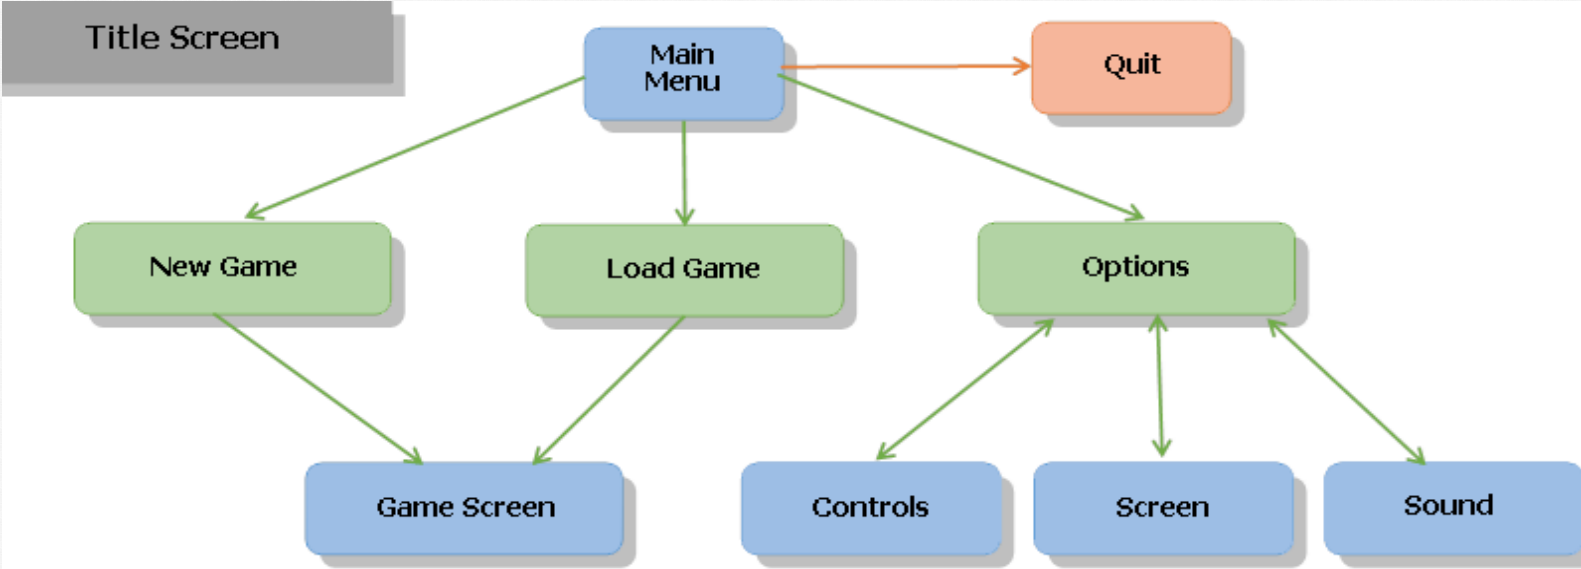 Title Screen
Main
Menu
Quit
New Game
Load Game
Options
Game Screen
Controls
Screen
Sound